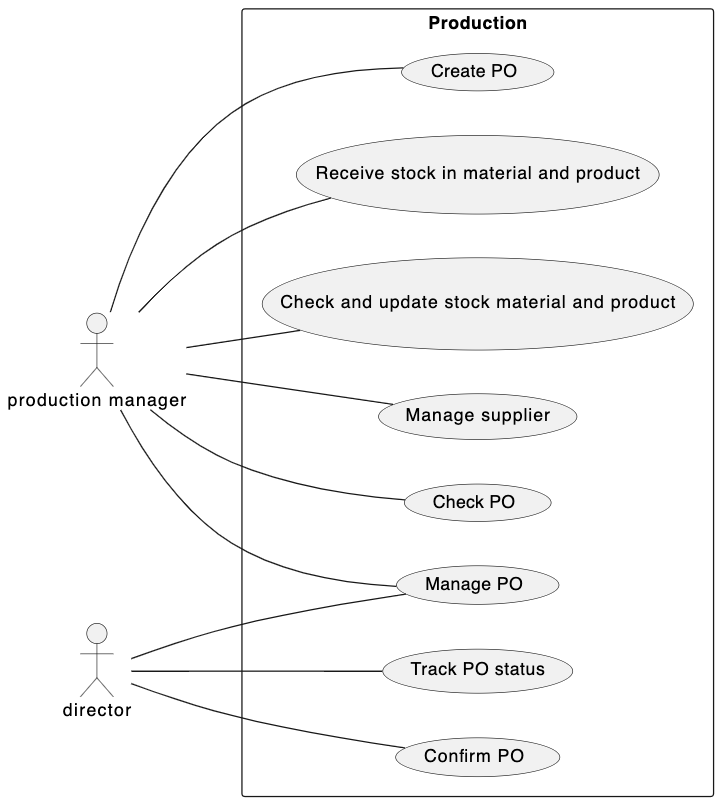 Production
Create PO
Receive stock in material and product
Check and update stock material and product
production manager
Manage supplier
Check PO
Manage PO
Track PO status
director
Confirm PO